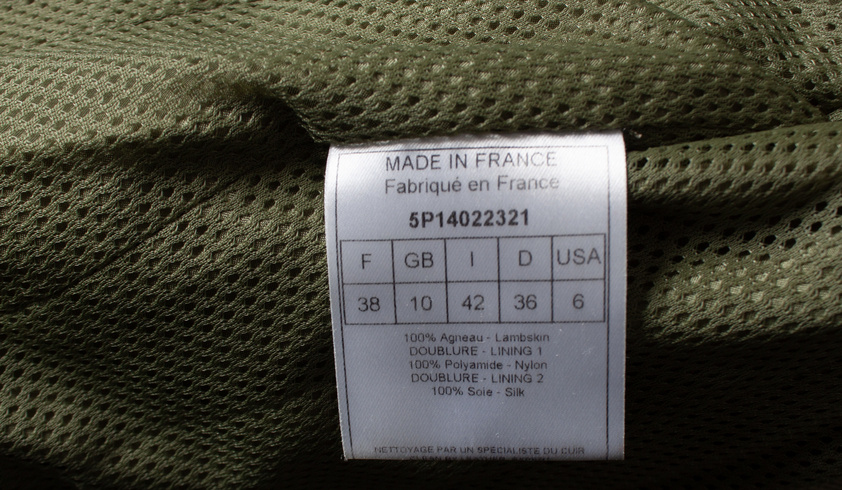 MADE IN FRANCE
Fabriqué en France
5P14022321
F GB I D USA
38 10 42 36 6
100% Agneau - Lambskin
DOUBLURE - LINING 1
100% Polyamide - Nylon
DOUBLURE - LINING 2
100% Soie - Silk
NETTOYAGE PAR UN SPECIALISTE DU CUIR